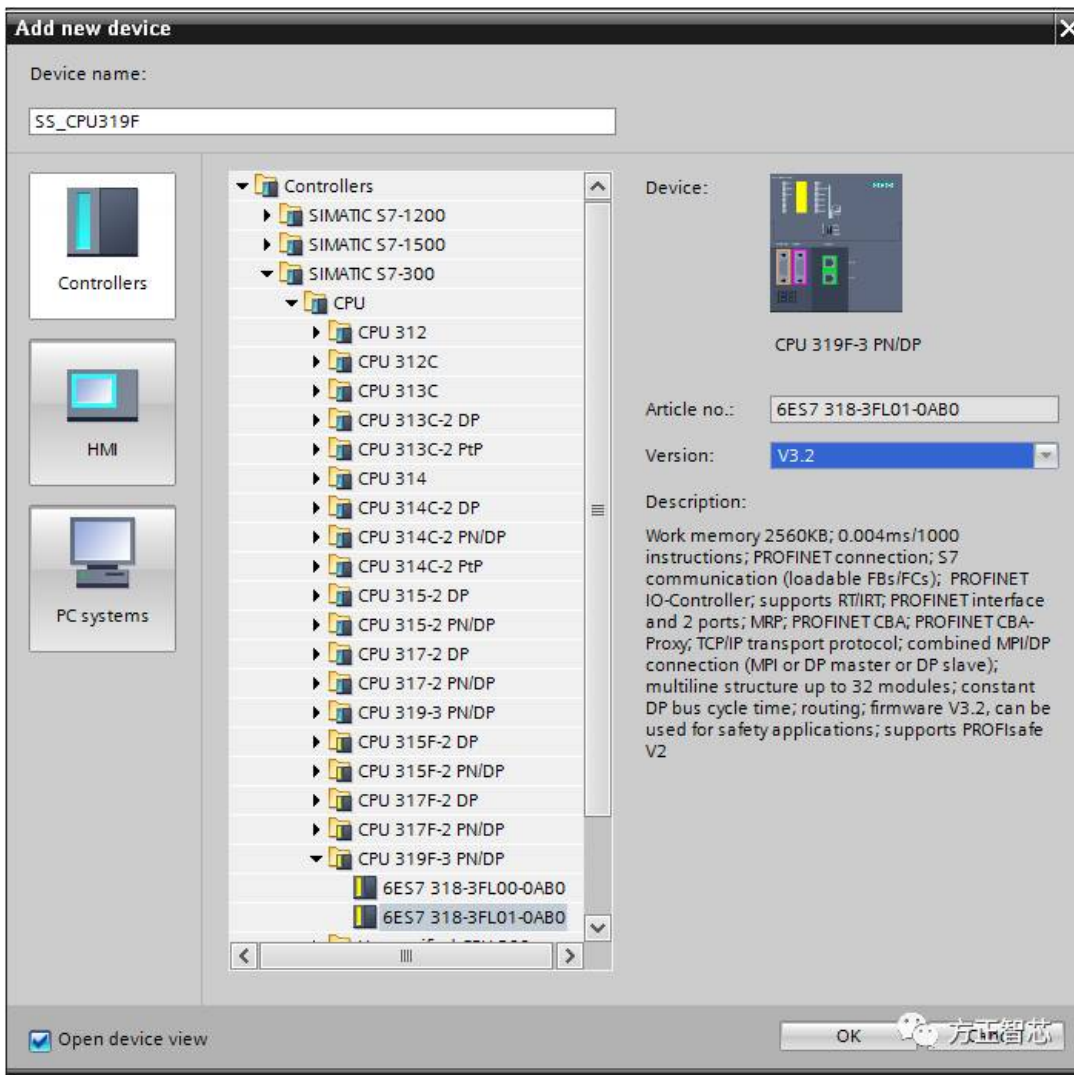 Add new device
Device name:
SS_CPU319F
Controllers
HMI
PC systems
Controllers
SIMATIC S7-1200
SIMATIC S7-1500
SIMATIC S7-300
CPU
CPU 312
CPU 312C
CPU 313C
CPU 313C-2 DP
CPU 313C-2 PtP
CPU 314
CPU 314C-2 DP
CPU 314C-2 PN/DP
CPU 314C-2 PtP
CPU 315-2 DP
CPU 315-2 PN/DP
CPU 317-2 DP
CPU 317-2 PN/DP
CPU 319-3 PN/DP
CPU 315F-2 DP
CPU 315F-2 PN/DP
CPU 317F-2 DP
CPU 317F-2 PN/DP
CPU 319F-3 PN/DP
6ES7 318-3FL00-0AB0
6ES7 318-3FL01-0AB0
Device:
CPU 319F-3 PN/DP
Article no.: 6ES7 318-3FL01-0AB0
Version: V3.2
Description:
Work memory 2560KB; 0.004ms/1000
instructions; PROFINET connection; S7
communication (loadable FBs/FCs); PROFINET
IO-Controller; supports RT/IRT; PROFINET interface
and 2 ports; MRP; PROFINET CBA; PROFINET CBA-
Proxy; TCP/IP transport protocol; combined MPI/DP
connection (MPI or DP master or DP slave);
multiline structure up to 32 modules; constant
DP bus cycle time; routing; firmware V3.2, can be
used for safety applications; supports PROFIsafe
V2
Open device view
OK
方正智芯